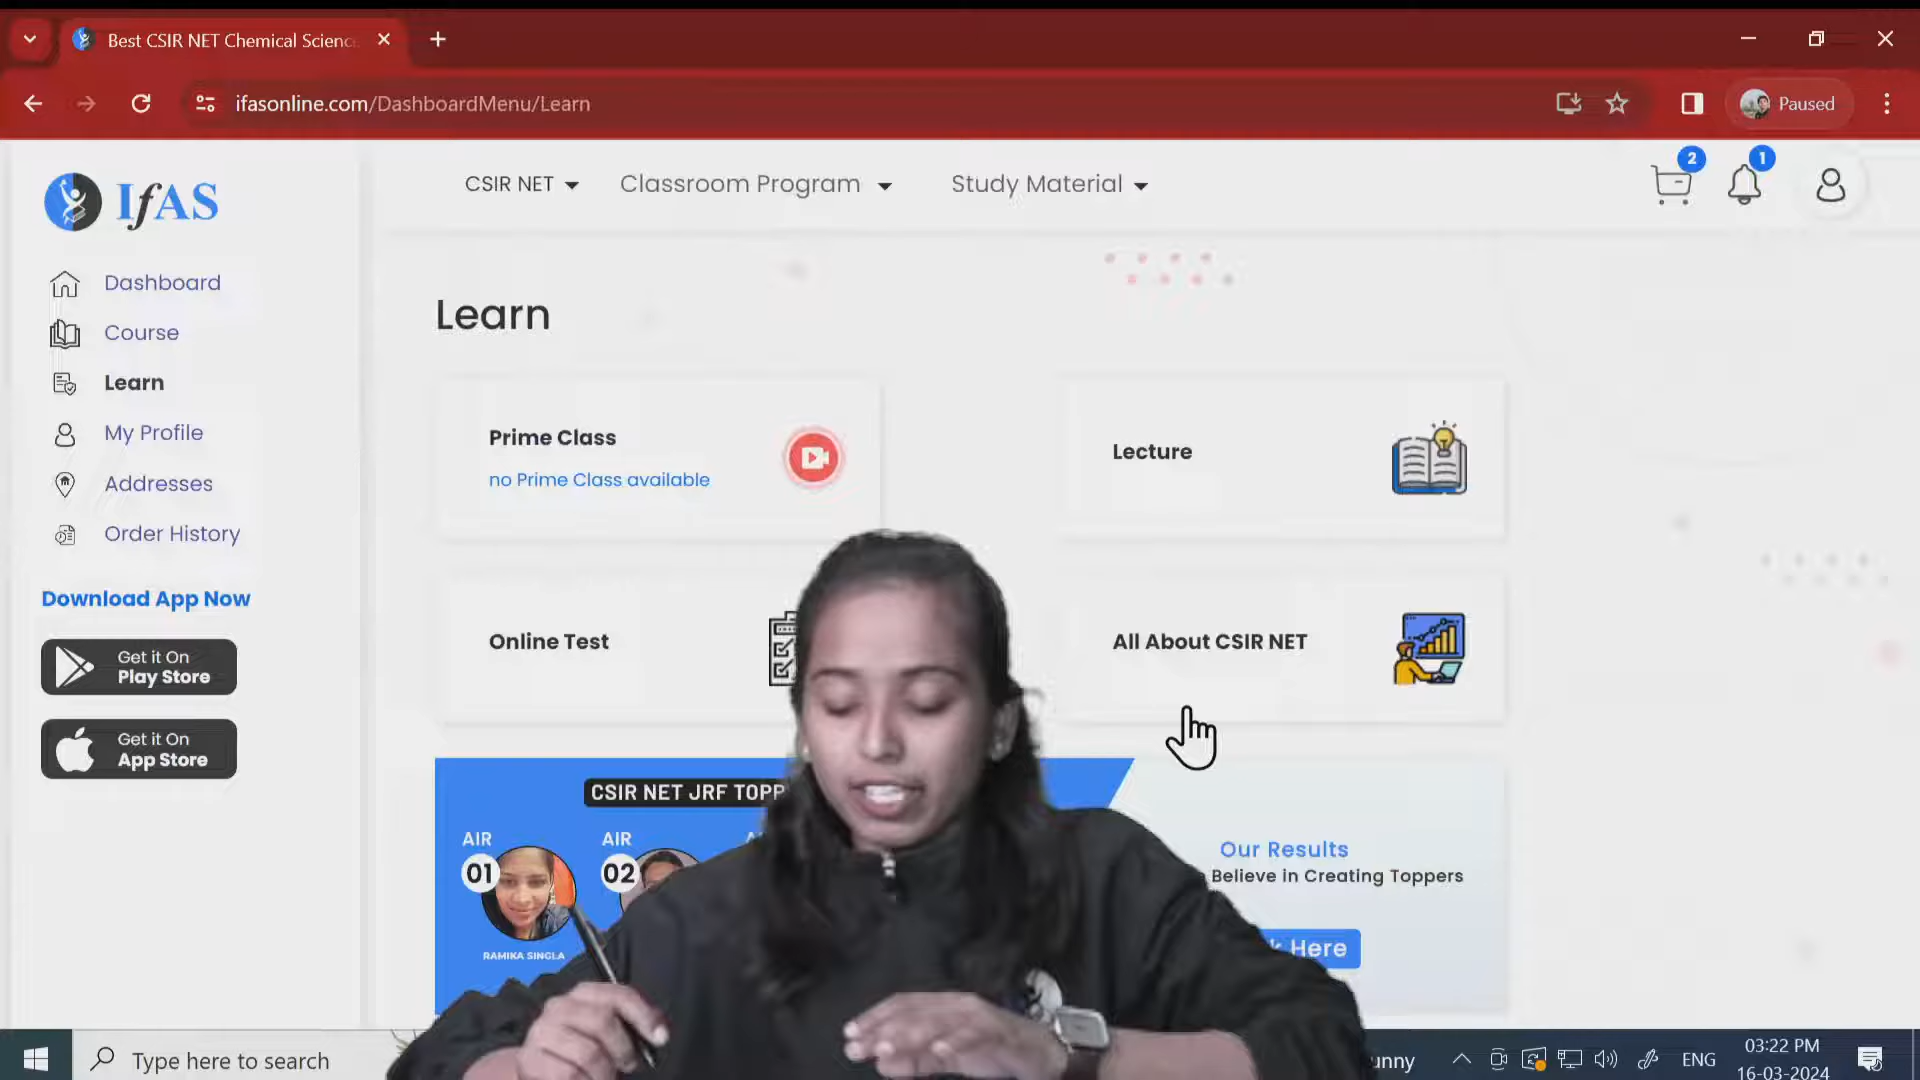 Best CSIR NET Chemical Scienc
ifasonline.com/DashboardMenu/Learn
Paused
IfAS
CSIR NET
Classroom Program
Study Material
2
1
Dashboard
Course
Learn
My Profile
Addresses
Order History
Download App Now
Get it On
Play Store
Get it On
App Store
Learn
Prime Class
no Prime Class available
Lecture
Online Test
All About CSIR NET
CSIR NET JRF TOPP
AIR
01
RAMIKA SINGLA
AIR
02
Our Results
Believe in Creating Toppers
Here
Type here to search
unny
ENG
03:22 PM
16-03-2024